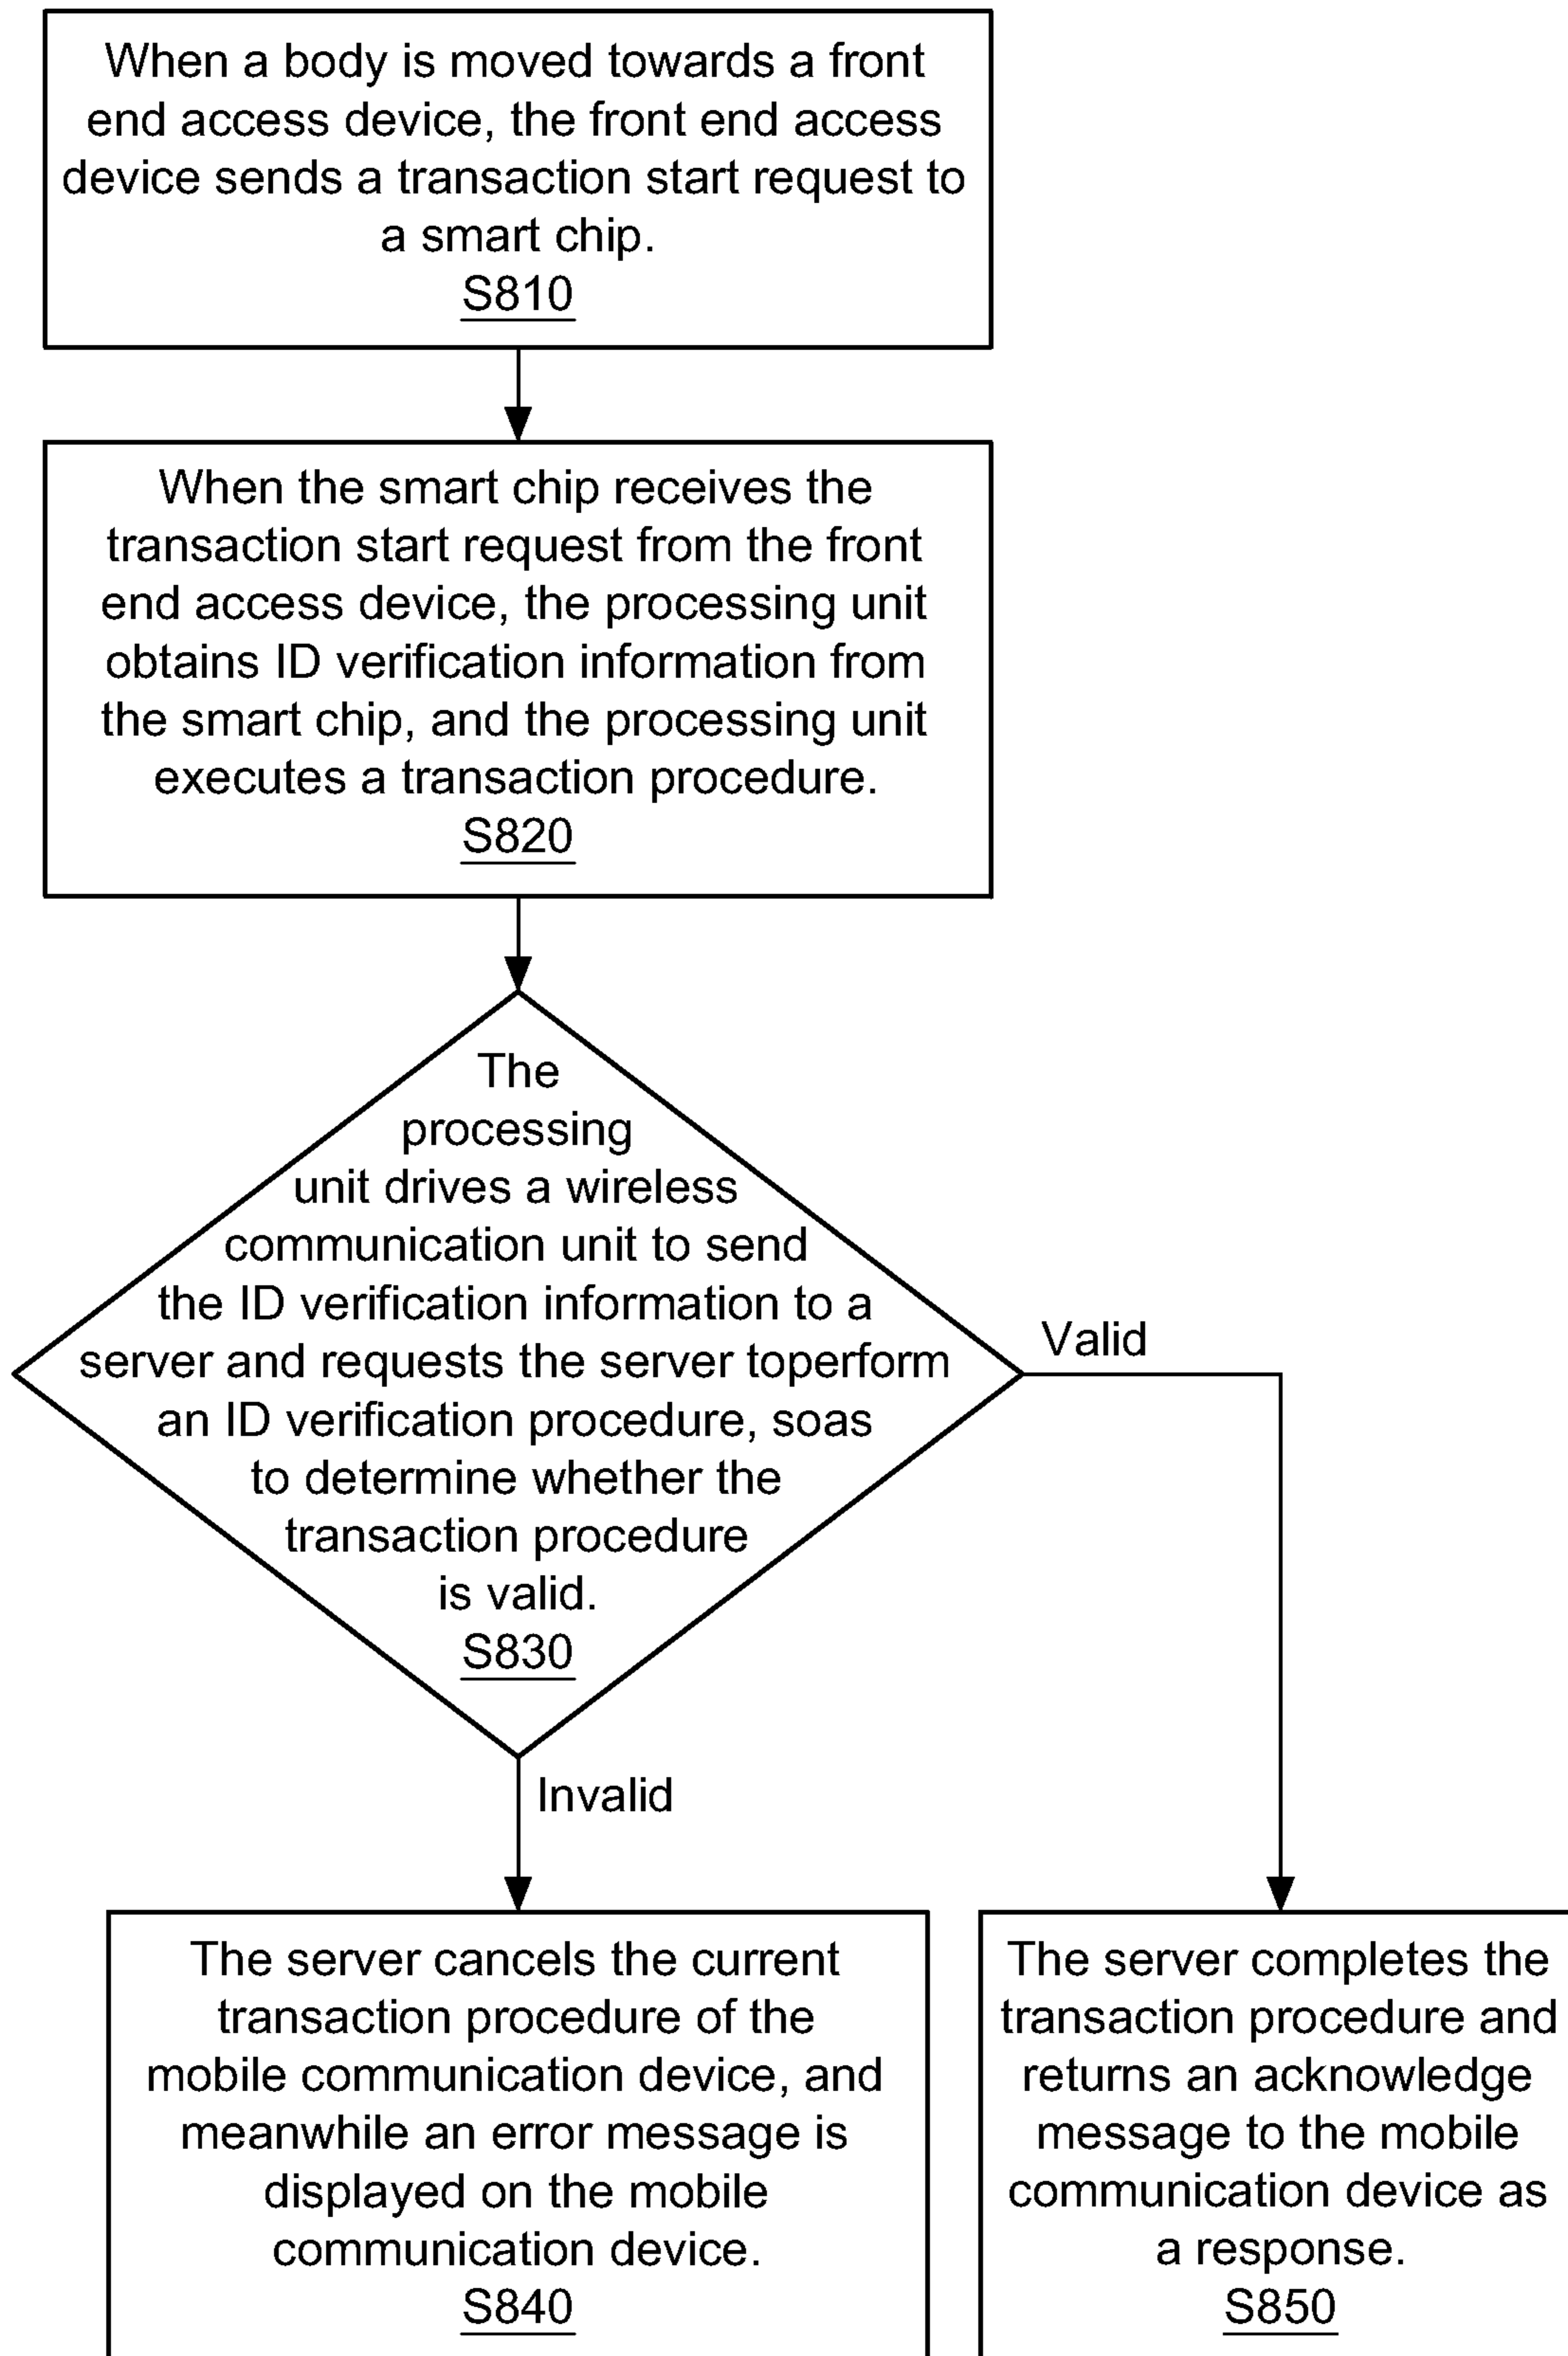 When a body is moved towards a front
end access device, the front end access
device sends a transaction start request to
a smart chip.
S810
When the smart chip receives the
transaction start request from the front
end access device, the processing unit
obtains ID verification information from
the smart chip, and the processing unit
executes a transaction procedure.
S820
The
processing
unit drives a wireless
communication unit to send
the ID verification information to a
server and requests the server toperform
an ID verification procedure, soas
to determine whether the
transaction procedure
is valid.
S830
Valid
Invalid
The server cancels the current
transaction procedure of the
mobile communication device, and
meanwhile an error message is
displayed on the mobile
communication device.
S840
The server completes the
transaction procedure and
returns an acknowledge
message to the mobile
communication device as
a response.
S850